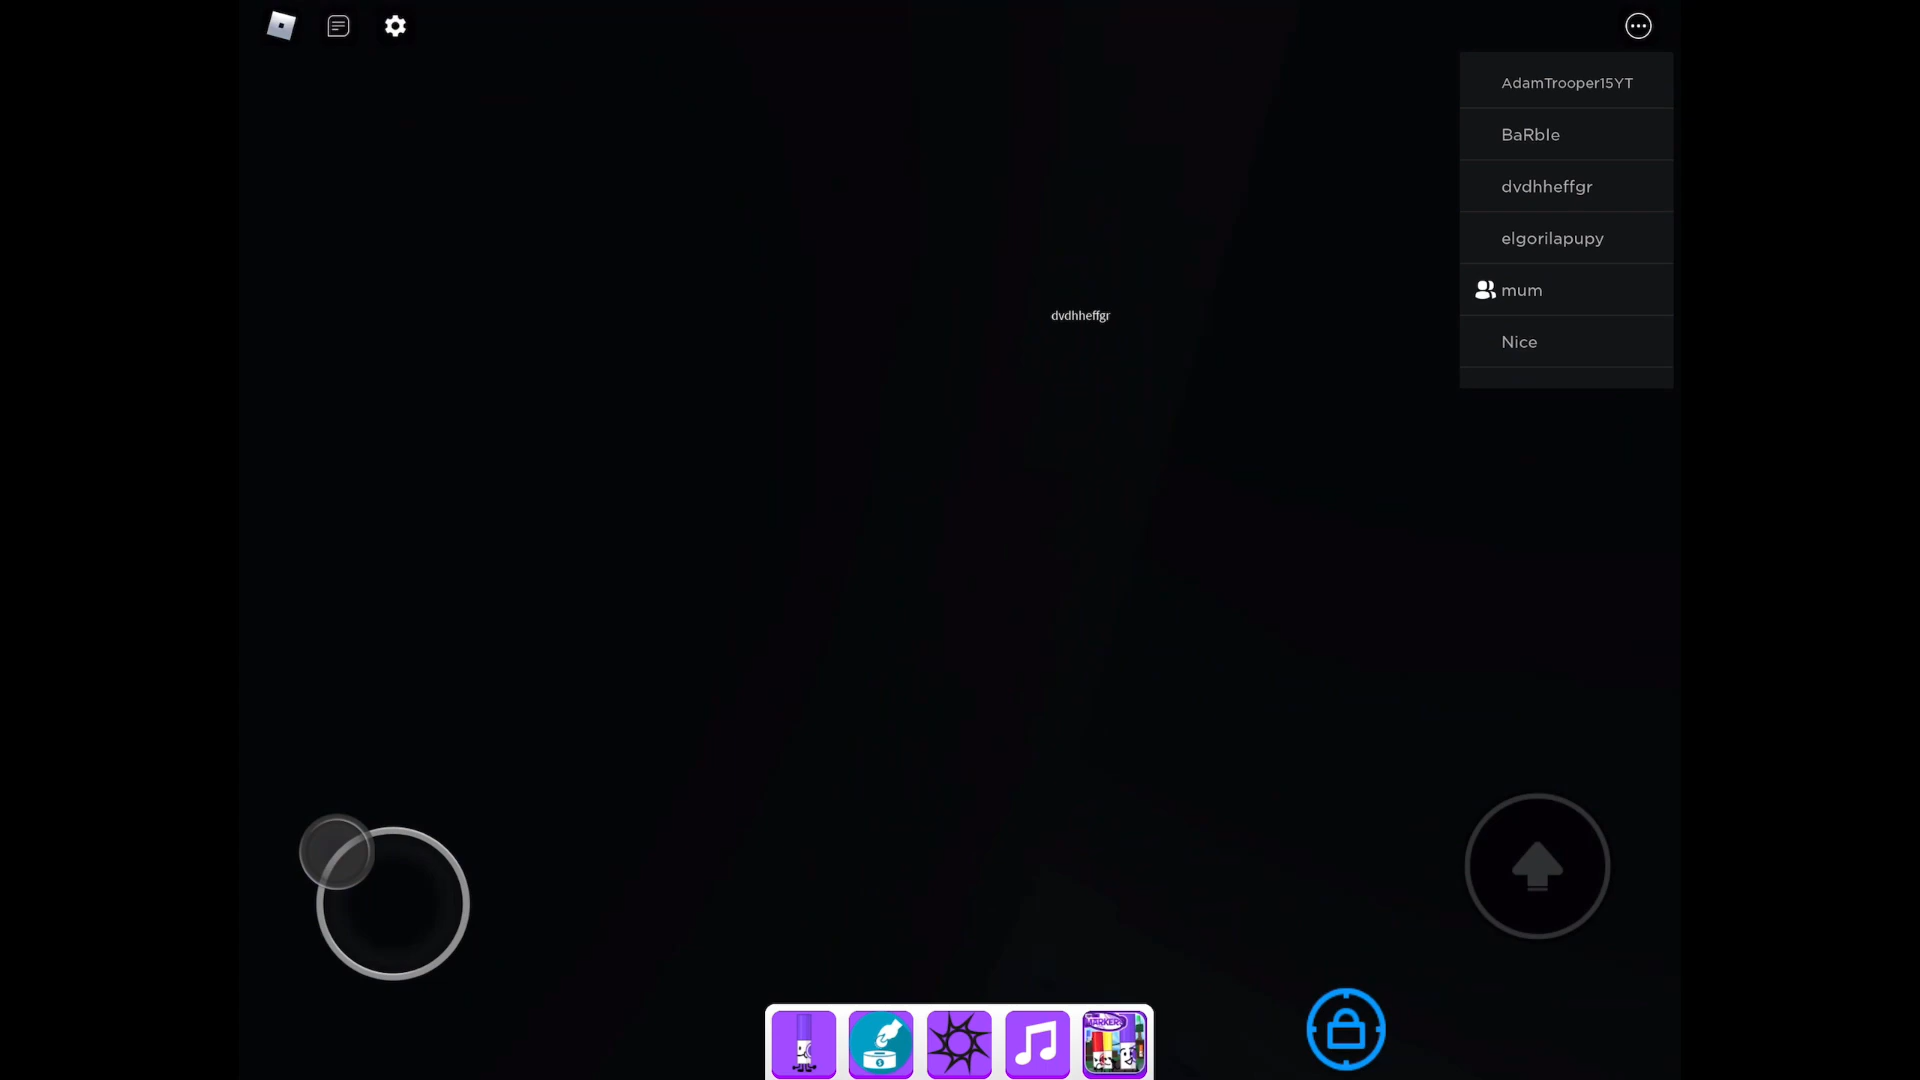 AdamTrooper15YT
BaRble
dvdhheffgr
elgorilapupy
mum
Nice
dvdhheffgr
MARKERS